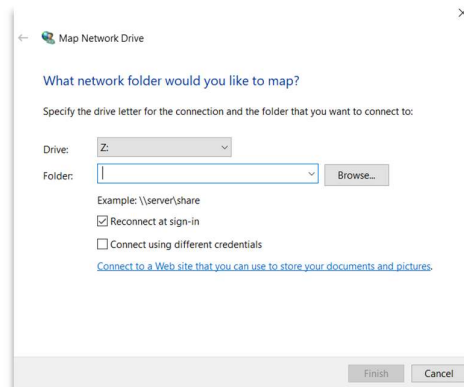 Map Network Drive
What network folder would you like to map?
Specify the drive letter for the connection and the folder that you want to connect to:
Drive: Z:
Folder: Browse...
Example: \\server\share
Reconnect at sign-in
Connect using different credentials
Connect to a Web site that you can use to store your documents and pictures.
Finish Cancel